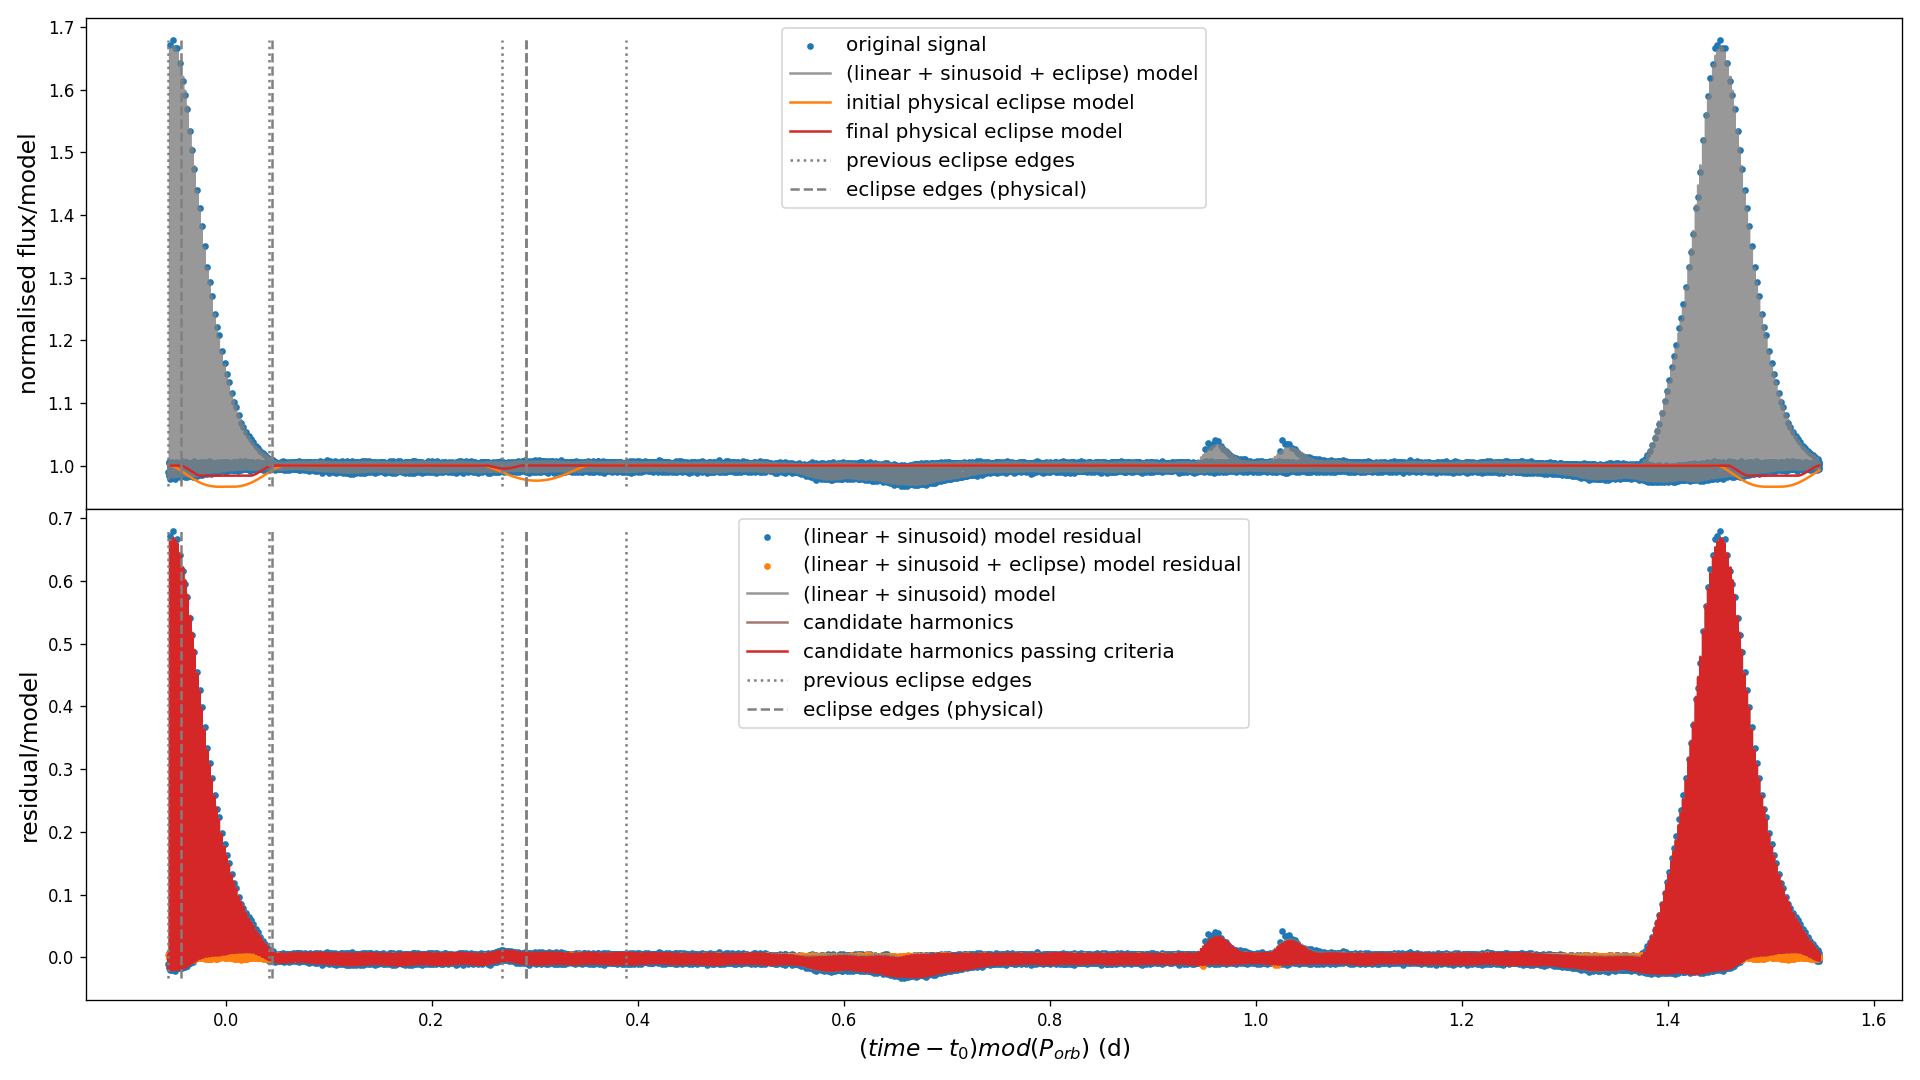 1.7
1.6
1.5
1.4
1.3
1.2
1.1
1.0
normalised flux/model
original signal
(linear + sinusoid + eclipse) model
initial physical eclipse model
final physical eclipse model
previous eclipse edges
eclipse edges (physical)
0.7
0.6
0.5
0.4
0.3
0.2
0.1
0.0
residual/model
(linear + sinusoid) model residual
(linear + sinusoid + eclipse) model residual
(linear + sinusoid) model
candidate harmonics
candidate harmonics passing criteria
previous eclipse edges
eclipse edges (physical)
0.0 0.2 0.4 0.6 0.8 1.0 1.2 1.4 1.6
(time − t₀)mod(Pₒᵣb) (d)